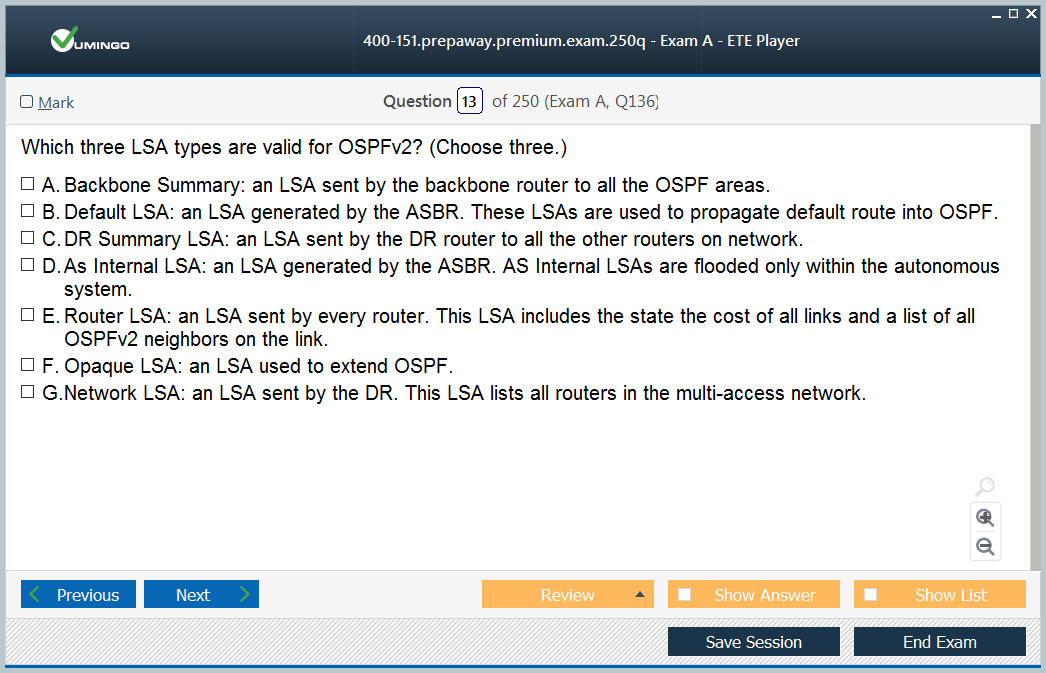 UMINGO
400-151.prepaway.premium.exam.250q - Exam A - ETE Player
Mark
Question 13 of 250 (Exam A, Q136)
Which three LSA types are valid for OSPFv2? (Choose three.)
A. Backbone Summary: an LSA sent by the backbone router to all the OSPF areas.
B. Default LSA: an LSA generated by the ASBR. These LSAs are used to propagate default route into OSPF.
C. DR Summary LSA: an LSA sent by the DR router to all the other routers on network.
D. As Internal LSA: an LSA generated by the ASBR. AS Internal LSAs are flooded only within the autonomous
system.
E. Router LSA: an LSA sent by every router. This LSA includes the state the cost of all links and a list of all
OSPFv2 neighbors on the link.
F. Opaque LSA: an LSA used to extend OSPF.
G. Network LSA: an LSA sent by the DR. This LSA lists all routers in the multi-access network.
Previous
Next
Review
Show Answer
Show List
Save Session
End Exam